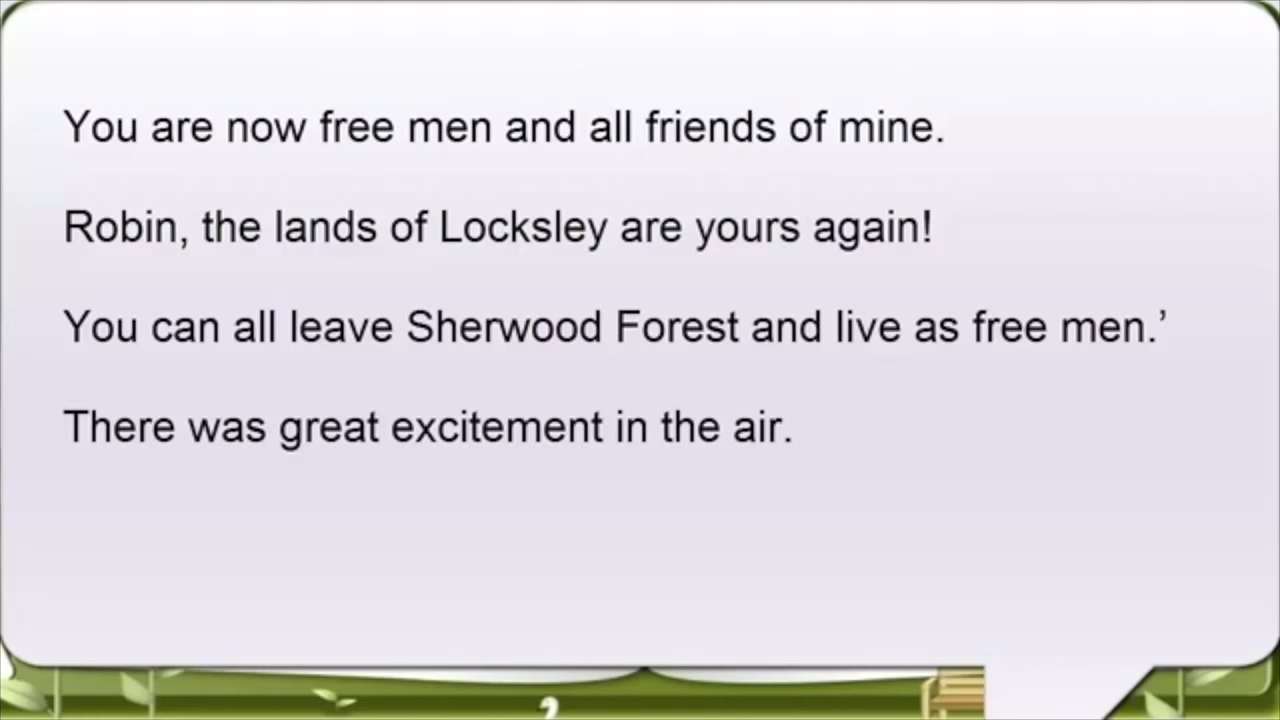 You are now free men and all friends of mine.
Robin, the lands of Locksley are yours again!
You can all leave Sherwood Forest and live as free men.’
There was great excitement in the air.